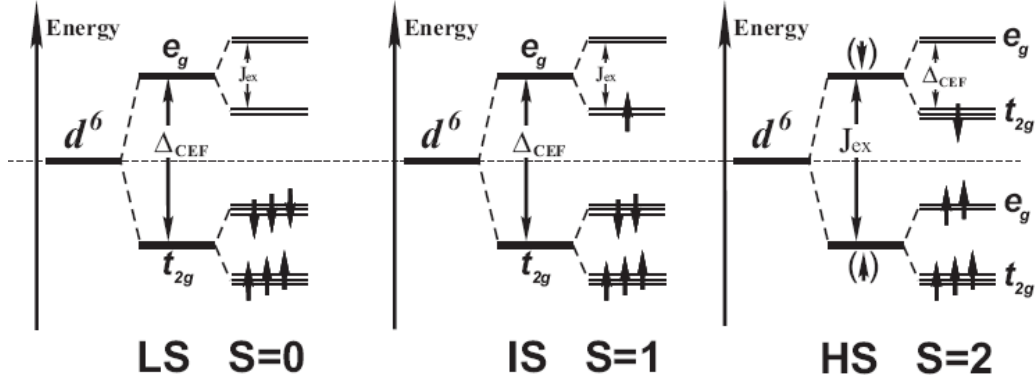 Energy
e_g
J_ex
d^6
Δ_CEF
t_2g
LS S=0
Energy
e_g
J_ex
d^6
Δ_CEF
t_2g
IS S=1
Energy
(↓)
e_g
Δ_CEF
t_2g
d^6
J_ex
e_g
(↑)
t_2g
HS S=2